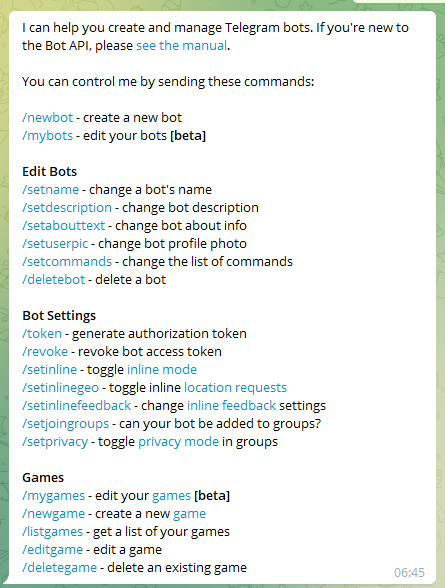 I can help you create and manage Telegram bots. If you're new to
the Bot API, please see the manual.
You can control me by sending these commands:
/newbot - create a new bot
/mybots - edit your bots [beta]
Edit Bots
/setname - change a bot's name
/setdescription - change bot description
/setabouttext - change bot about info
/setuserpic - change bot profile photo
/setcommands - change the list of commands
/deletebot - delete a bot
Bot Settings
/token - generate authorization token
/revoke - revoke bot access token
/setinline - toggle inline mode
/setinlinegeo - toggle inline location requests
/setinlinefeedback - change inline feedback settings
/setjoingroups - can your bot be added to groups?
/setprivacy - toggle privacy mode in groups
Games
/mygames - edit your games [beta]
/newgame - create a new game
/listgames - get a list of your games
/editgame - edit a game
/deletegame - delete an existing game
06:45